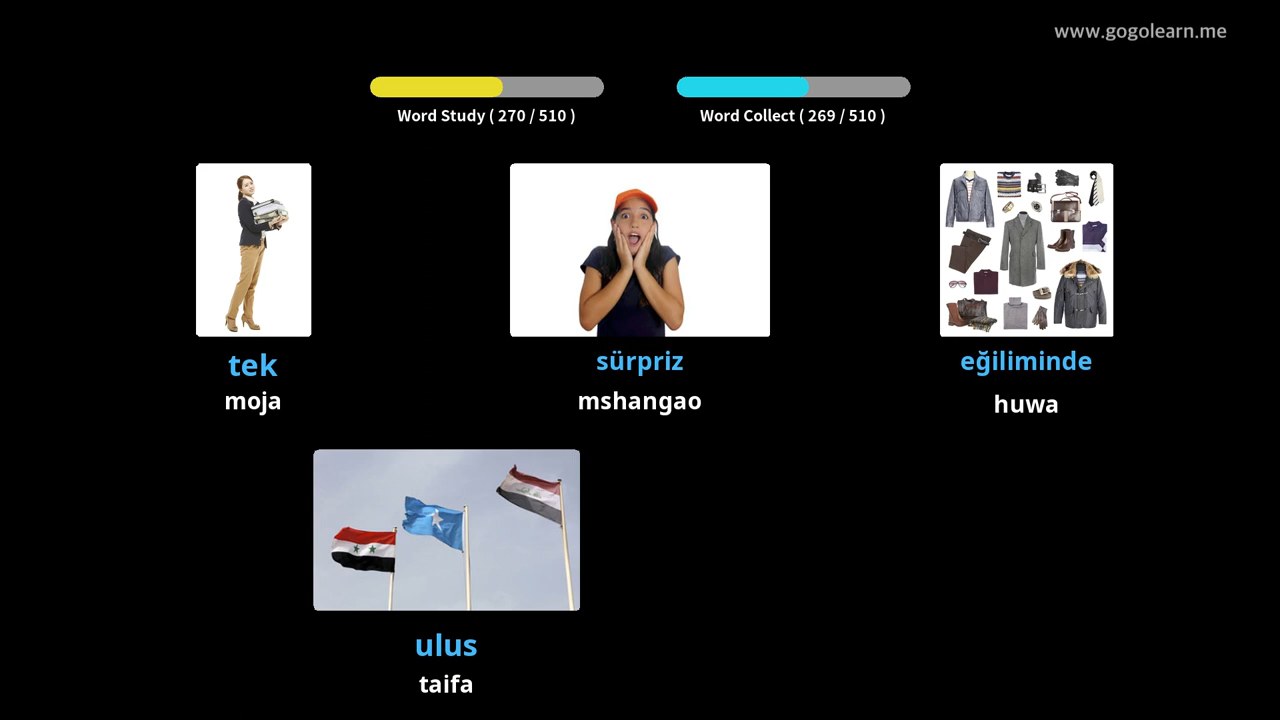 www.gogolearn.me
Word Study ( 270 / 510 )
Word Collect ( 269 / 510 )
tek
moja
sürpriz
mshangao
eğiliminde
huwa
ulus
taifa